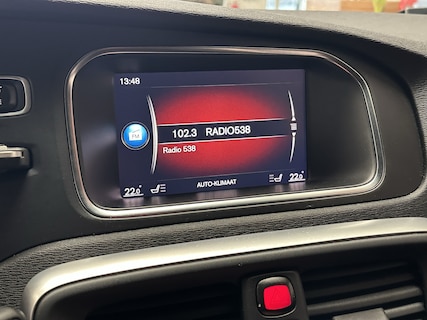 13:48
FM
102.3 RADIO538
Radio 538
22.0° 22.0°
AUTO-KLIMAAT